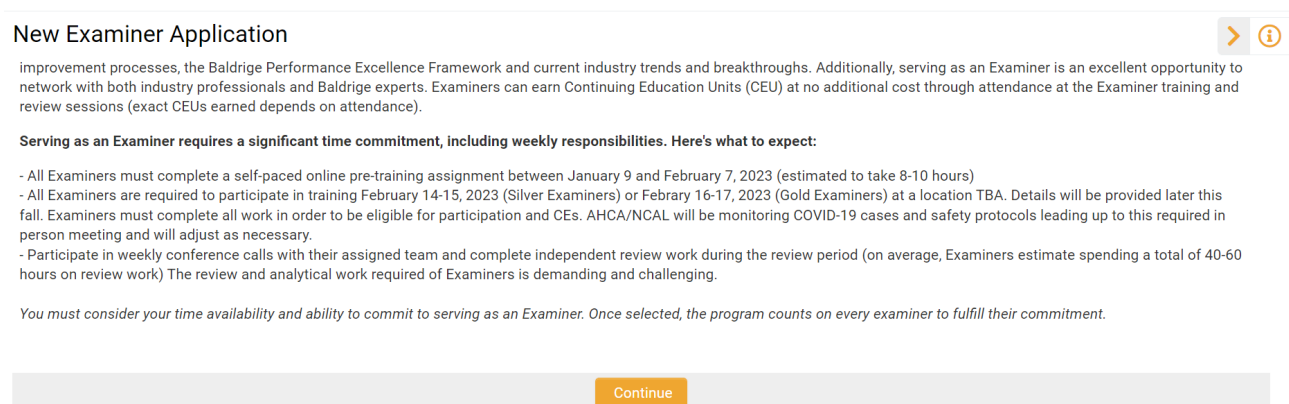 New Examiner Application
improvement processes, the Baldrige Performance Excellence Framework and current industry trends and breakthroughs. Additionally, serving as an Examiner is an excellent opportunity to
network with both industry professionals and Baldrige experts. Examiners can earn Continuing Education Units (CEU) at no additional cost through attendance at the Examiner training and
review sessions (exact CEUs earned depends on attendance).
Serving as an Examiner requires a significant time commitment, including weekly responsibilities. Here's what to expect:
- All Examiners must complete a self-paced online pre-training assignment between January 9 and February 7, 2023 (estimated to take 8-10 hours)
- All Examiners are required to participate in training February 14-15, 2023 (Silver Examiners) or Febrary 16-17, 2023 (Gold Examiners) at a location TBA. Details will be provided later this
fall. Examiners must complete all work in order to be eligible for participation and CEs. AHCA/NCAL will be monitoring COVID-19 cases and safety protocols leading up to this required in
person meeting and will adjust as necessary.
- Participate in weekly conference calls with their assigned team and complete independent review work during the review period (on average, Examiners estimate spending a total of 40-60
hours on review work) The review and analytical work required of Examiners is demanding and challenging.
You must consider your time availability and ability to commit to serving as an Examiner. Once selected, the program counts on every examiner to fulfill their commitment.
Continue